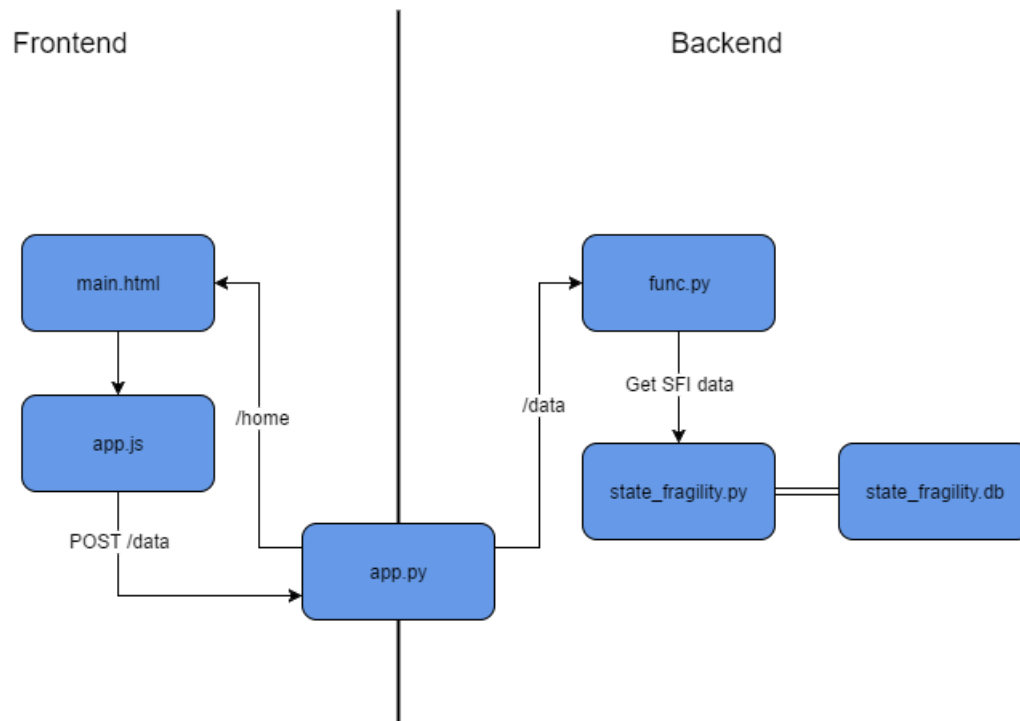 Frontend
Backend
main.html
func.py
Get SFI data
/home
/data
app.js
state_fragility.py
state_fragility.db
POST /data
app.py